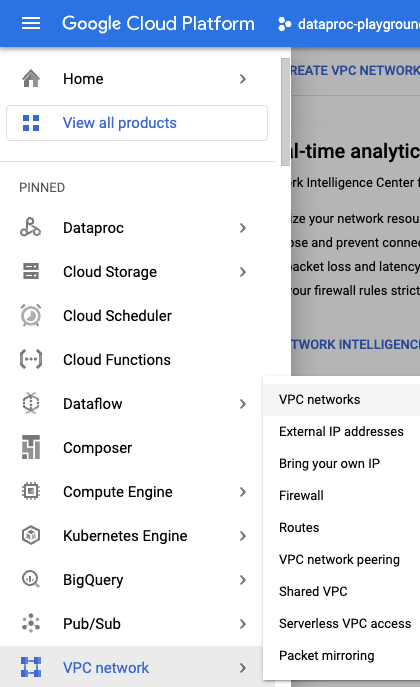 Google Cloud Platform
dataproc-playground
Home
View all products
PINNED
Dataproc
Cloud Storage
Cloud Scheduler
Cloud Functions
Dataflow
Composer
Compute Engine
Kubernetes Engine
BigQuery
Pub/Sub
VPC network
REATE VPC NETWORK
l-time analytic
rk Intelligence Center f
ize your network resou
ose and prevent connec
packet loss and latency
our firewall rules strict
TWORK INTELLIGENC
VPC networks
External IP addresses
Bring your own IP
Firewall
Routes
VPC network peering
Shared VPC
Serverless VPC access
Packet mirroring